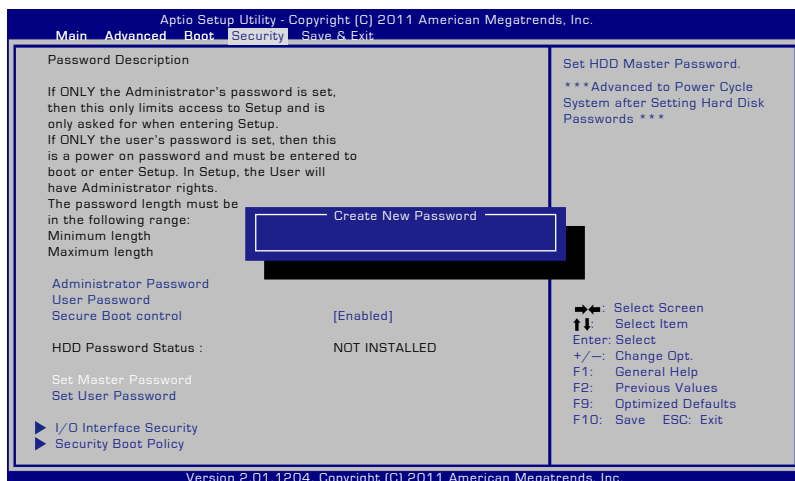 Aptio Setup Utility - Copyright (C) 2011 American Megatrends, Inc.
Main Advanced Boot Security Save & Exit
Password Description
If ONLY the Administrator's password is set,
then this only limits access to Setup and is
only asked for when entering Setup.
If ONLY the user's password is set, then this
is a power on password and must be entered to
boot or enter Setup. In Setup, the User will
have Administrator rights.
The password length must be
in the following range:
Minimum length
Maximum length
Create New Password
Administrator Password
User Password
Secure Boot control [Enabled]
HDD Password Status : NOT INSTALLED
Set Master Password
Set User Password
I/O Interface Security
Security Boot Policy
Set HDD Master Password.
***Advanced to Power Cycle
System after Setting Hard Disk
Passwords ***
→←: Select Screen
↑↓: Select Item
Enter: Select
+/—: Change Opt.
F1: General Help
F2: Previous Values
F9: Optimized Defaults
F10: Save ESC: Exit
Version 2.01.1204. Copyright (C) 2011 American Megatrends, Inc.